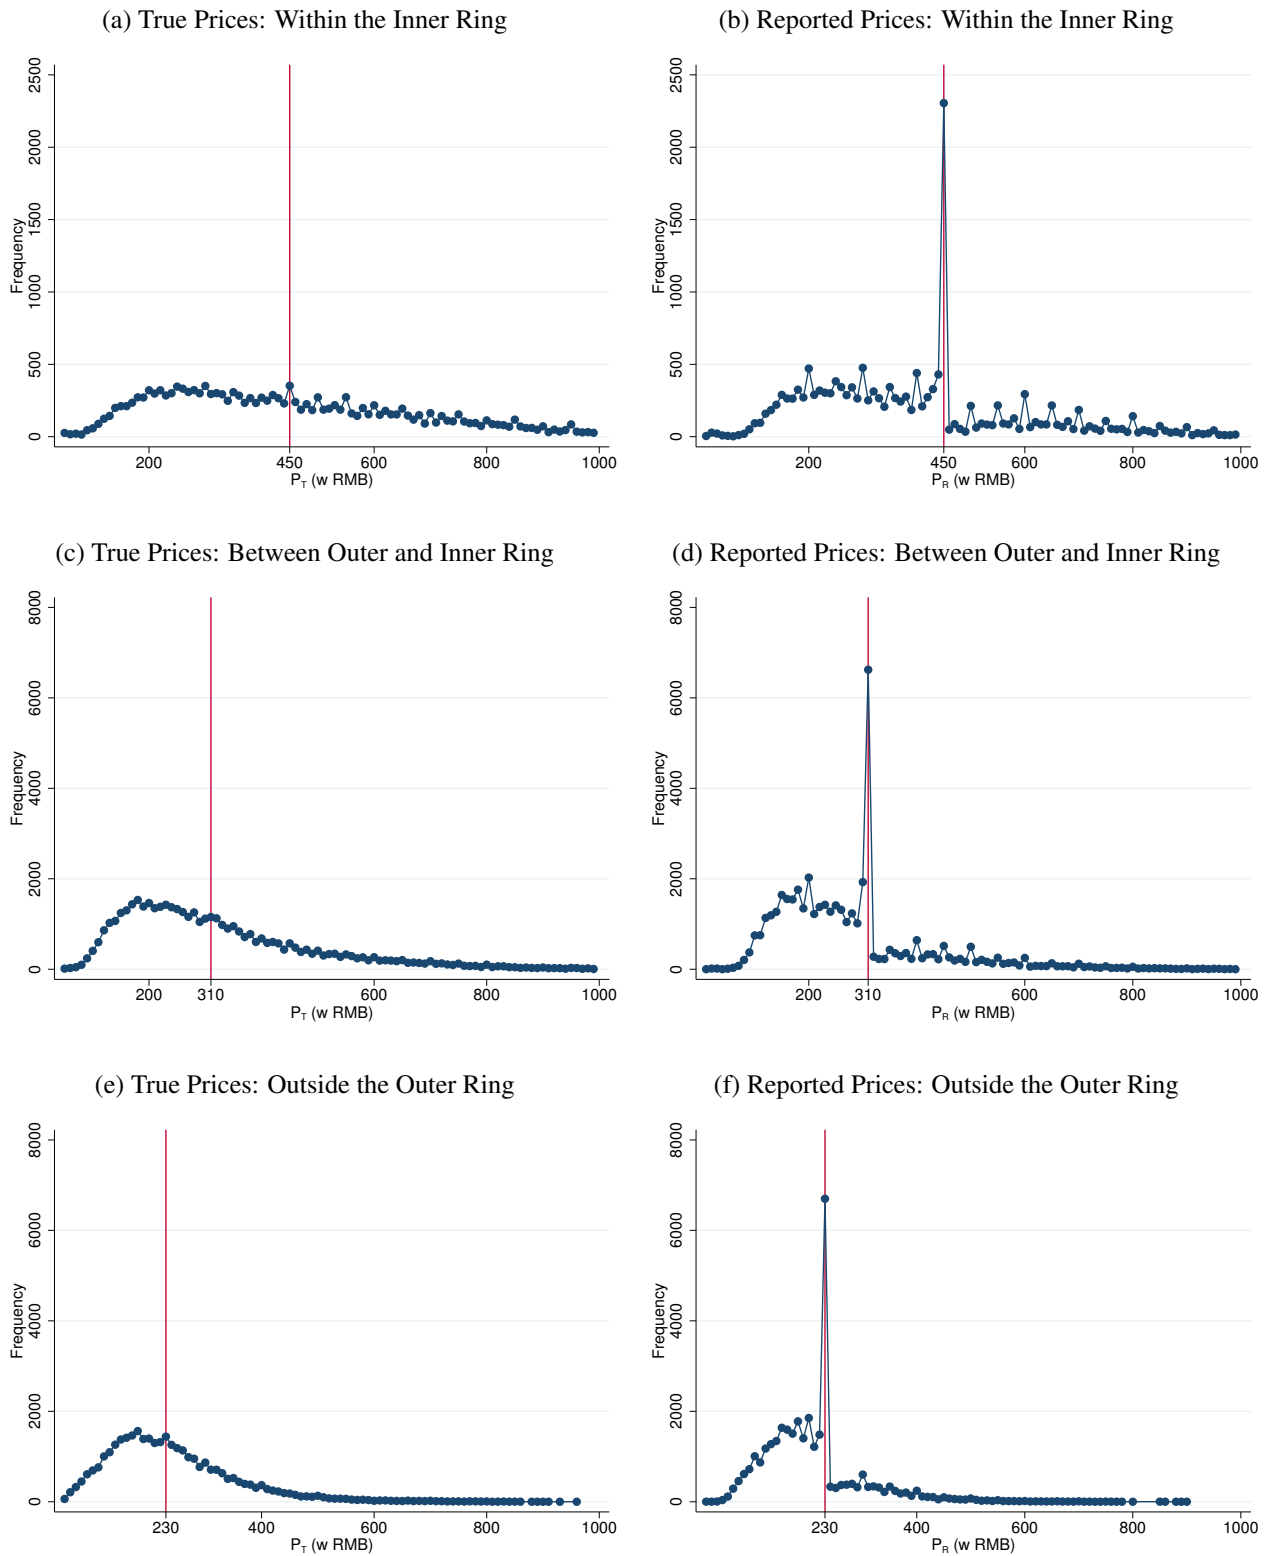 (a) True Prices: Within the Inner Ring
Frequency
2500
2000
1500
1000
500
0
200 450 600 800 1000
P_T (w RMB)
(b) Reported Prices: Within the Inner Ring
Frequency
2500
2000
1500
1000
500
0
200 450 600 800 1000
P_R (w RMB)
(c) True Prices: Between Outer and Inner Ring
Frequency
8000
6000
4000
2000
0
200 310 600 800 1000
P_T (w RMB)
(d) Reported Prices: Between Outer and Inner Ring
Frequency
8000
6000
4000
2000
0
200 310 600 800 1000
P_R (w RMB)
(e) True Prices: Outside the Outer Ring
Frequency
8000
6000
4000
2000
0
230 400 600 800 1000
P_T (w RMB)
(f) Reported Prices: Outside the Outer Ring
Frequency
8000
6000
4000
2000
0
230 400 600 800 1000
P_R (w RMB)